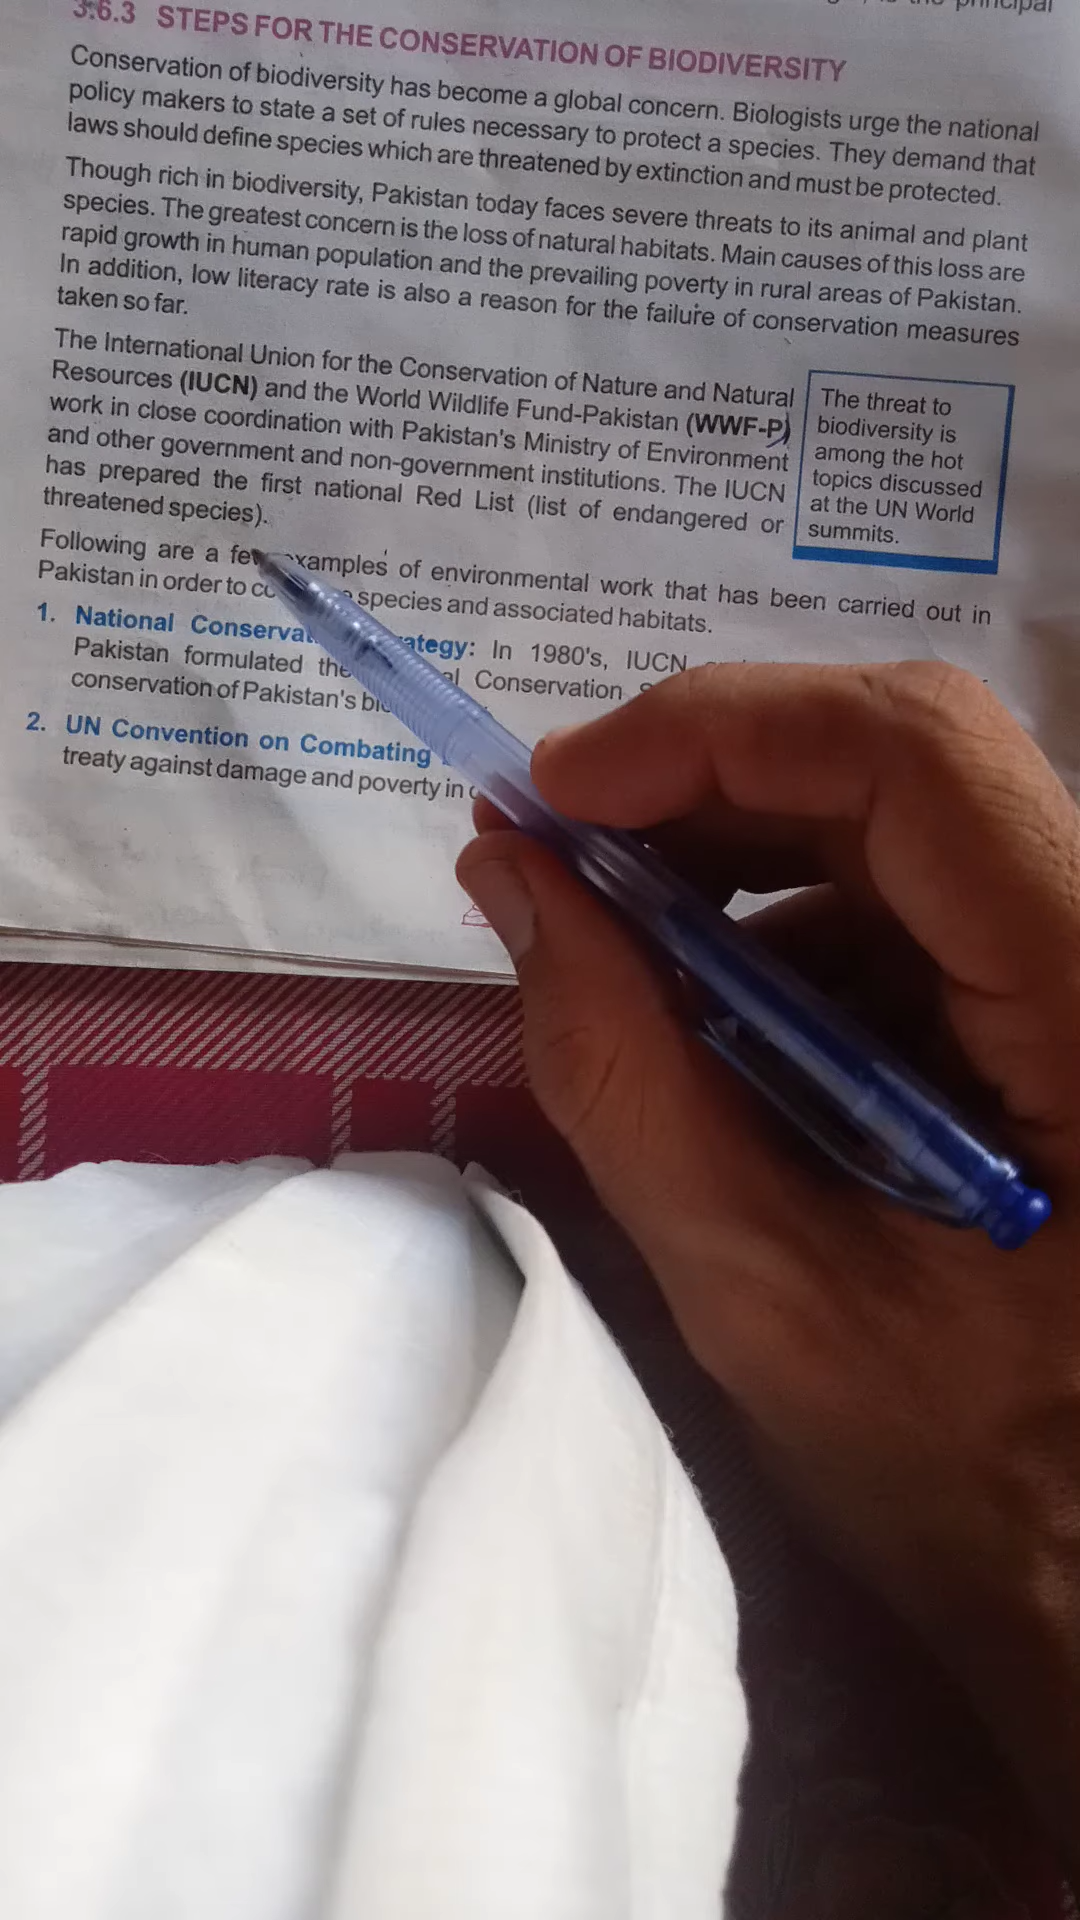 principal
3.6.3 STEPS FOR THE CONSERVATION OF BIODIVERSITY
Conservation of biodiversity has become a global concern. Biologists urge the national
policy makers to state a set of rules necessary to protect a species. They demand that
laws should define species which are threatened by extinction and must be protected.
Though rich in biodiversity, Pakistan today faces severe threats to its animal and plant
species. The greatest concern is the loss of natural habitats. Main causes of this loss are
rapid growth in human population and the prevailing poverty in rural areas of Pakistan.
In addition, low literacy rate is also a reason for the failure of conservation measures
taken so far.
The International Union for the Conservation of Nature and Natural
Resources (IUCN) and the World Wildlife Fund-Pakistan (WWF-P)
work in close coordination with Pakistan's Ministry of Environment
and other government and non-government institutions. The IUCN
has prepared the first national Red List (list of endangered or
threatened species).
The threat to
biodiversity is
among the hot
topics discussed
at the UN World
summits.
Following are a examples of environmental work that has been carried out in
Pakistan in order to species and associated habitats.
1. National In 1980's, IUCN
Pakistan formulated Conservation
conservation of Pakistan's
2. UN Convention on Combating
treaty against damage and poverty in